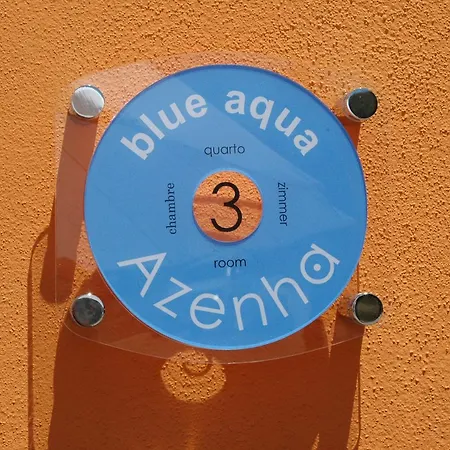 blue aqua
quarto
chambre
3
zimmer
room
Azenha